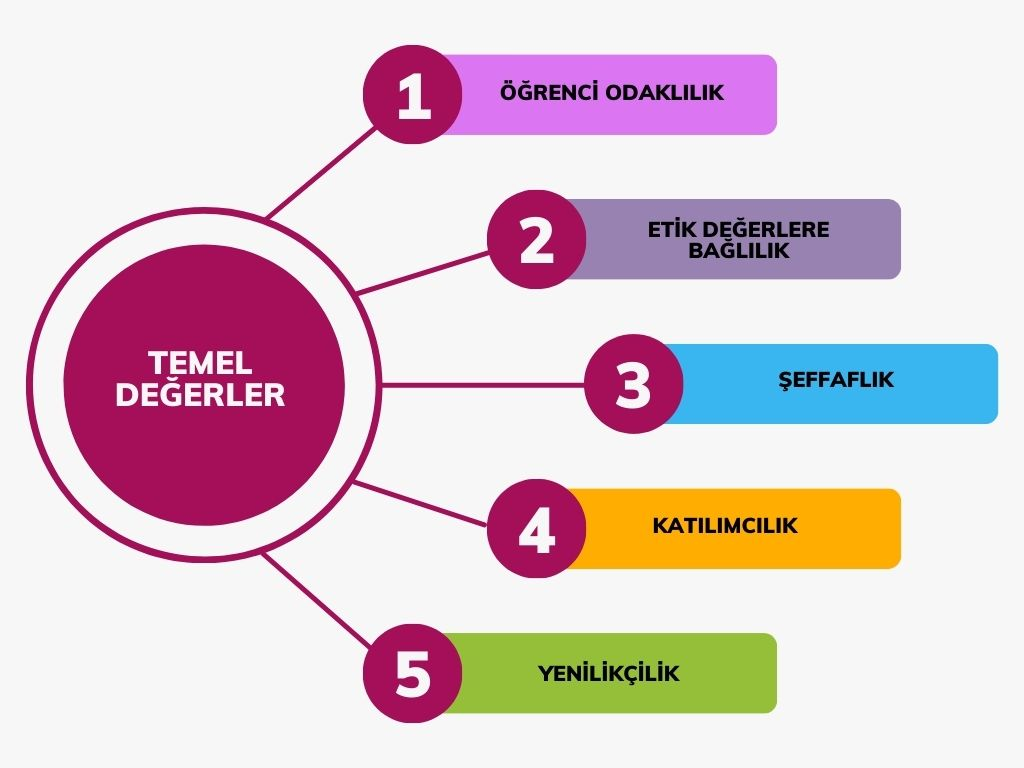 1
ÖĞRENCİ ODAKLILIK
2
ETİK DEĞERLERE
BAĞLILIK
TEMEL
DEĞERLER
3
ŞEFFAFLIK
4
KATILIMCILIK
5
YENİLİKÇİLİK